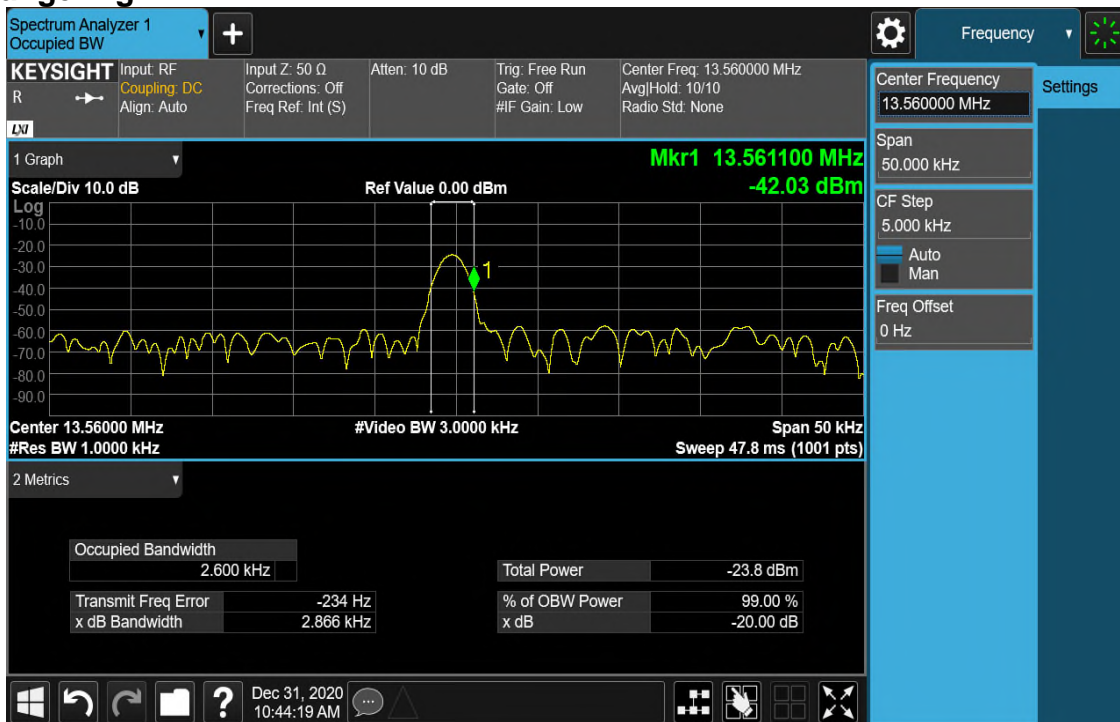 Spectrum Analyzer 1
Occupied BW
+
Frequency
KEYSIGHT
R
LXI
Input: RF
Coupling: DC
Align: Auto
Input Z: 50 Ω
Corrections: Off
Freq Ref: Int (S)
Atten: 10 dB
Trig: Free Run
Gate: Off
#IF Gain: Low
Center Freq: 13.560000 MHz
Avg|Hold: 10/10
Radio Std: None
Center Frequency
13.560000 MHz
Settings
Span
50.000 kHz
CF Step
5.000 kHz
Auto
Man
Freq Offset
0 Hz
1 Graph
Mkr1 13.561100 MHz
Scale/Div 10.0 dB
Ref Value 0.00 dBm
-42.03 dBm
Log
-10.0
-20.0
-30.0
-40.0
-50.0
-60.0
-70.0
-80.0
-90.0
1
Center 13.56000 MHz
#Video BW 3.0000 kHz
Span 50 kHz
#Res BW 1.0000 kHz
Sweep 47.8 ms (1001 pts)
2 Metrics
Occupied Bandwidth
2.600 kHz
Total Power -23.8 dBm
Transmit Freq Error -234 Hz
% of OBW Power 99.00 %
x dB Bandwidth 2.866 kHz
x dB -20.00 dB
?
Dec 31, 2020
10:44:19 AM